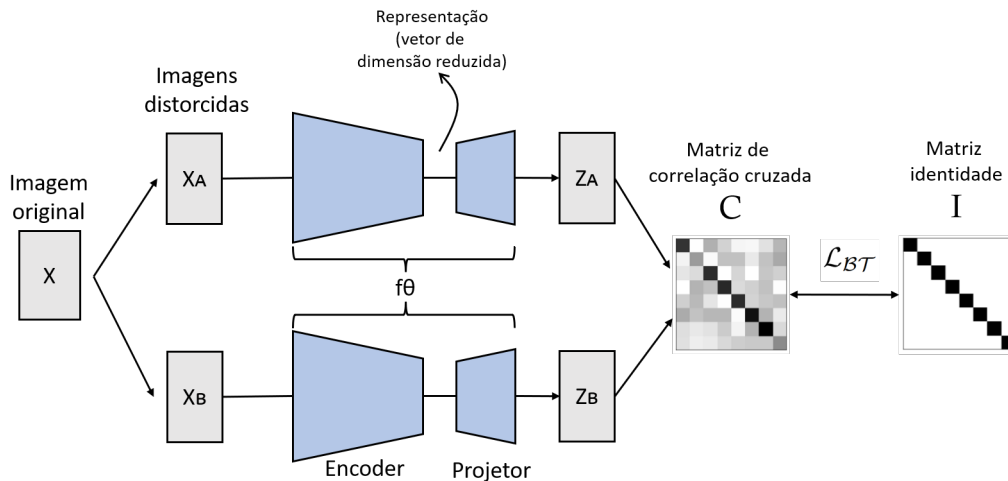 Representação
(vetor de
dimensão reduzida)
Imagens
distorcidas
Imagem
original
X
XA
ZA
Matriz de
correlação cruzada
C
Matriz
identidade
I
fθ
ℒBT
XB
ZB
Encoder
Projetor